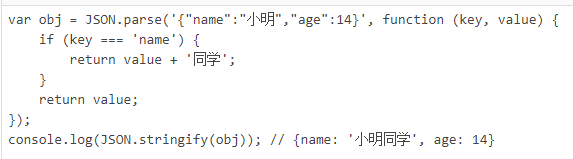 var obj = JSON.parse('{"name":"小明","age":14}', function (key, value) {
    if (key === 'name') {
        return value + '同学';
    }
    return value;
});
console.log(JSON.stringify(obj)); // {name: '小明同学', age: 14}